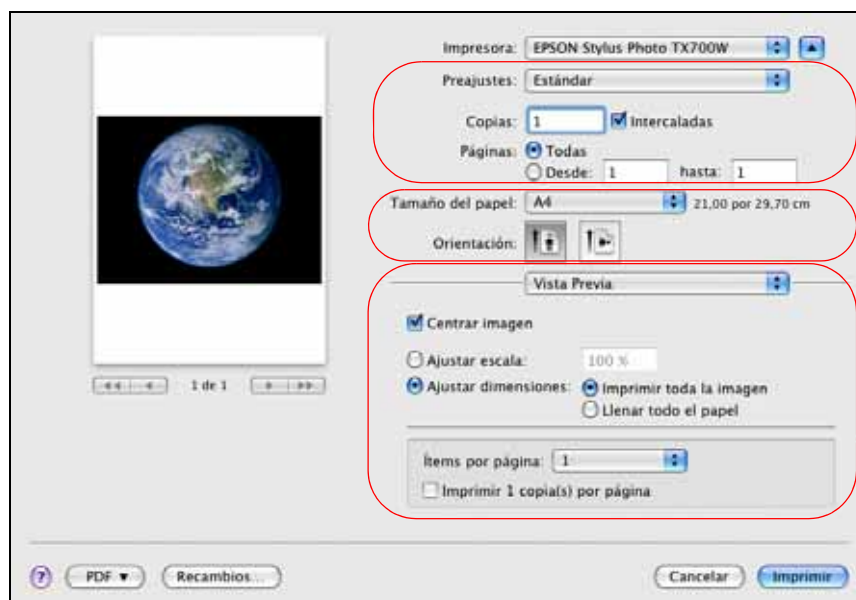 Impresora: EPSON Stylus Photo TX700W
Preajustes: Estándar
Copias: 1 Intercaladas
Páginas: Todas
Desde: 1 hasta: 1
Tamaño del papel: A4 21,00 por 29,70 cm
Orientación:
Vista Previa
Centrar imagen
Ajustar escala: 100 %
Ajustar dimensiones: Imprimir toda la imagen
Llenar todo el papel
1 de 1
Ítems por página: 1
Imprimir 1 copia(s) por página
? PDF Recambios... Cancelar Imprimir